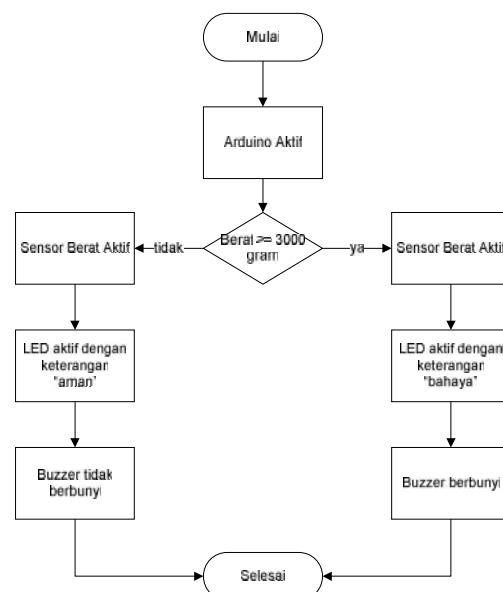 Mulai
Arduino Aktif
Berat >= 3000
gram
tidak
ya
Sensor Berat Aktif
Sensor Berat Aktif
LED aktif dengan
keterangan
"aman"
LED aktif dengan
keterangan
"bahaya"
Buzzer tidak
berbunyi
Buzzer berbunyi
Selesai